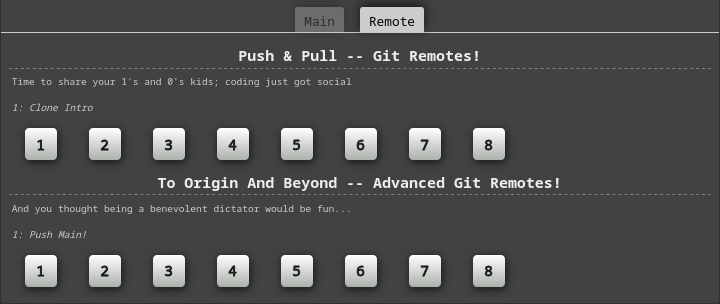 Main Remote
Push & Pull -- Git Remotes!
Time to share your 1's and 0's kids; coding just got social
1: Clone Intro
1 2 3 4 5 6 7 8
To Origin And Beyond -- Advanced Git Remotes!
And you thought being a benevolent dictator would be fun...
1: Push Main!
1 2 3 4 5 6 7 8